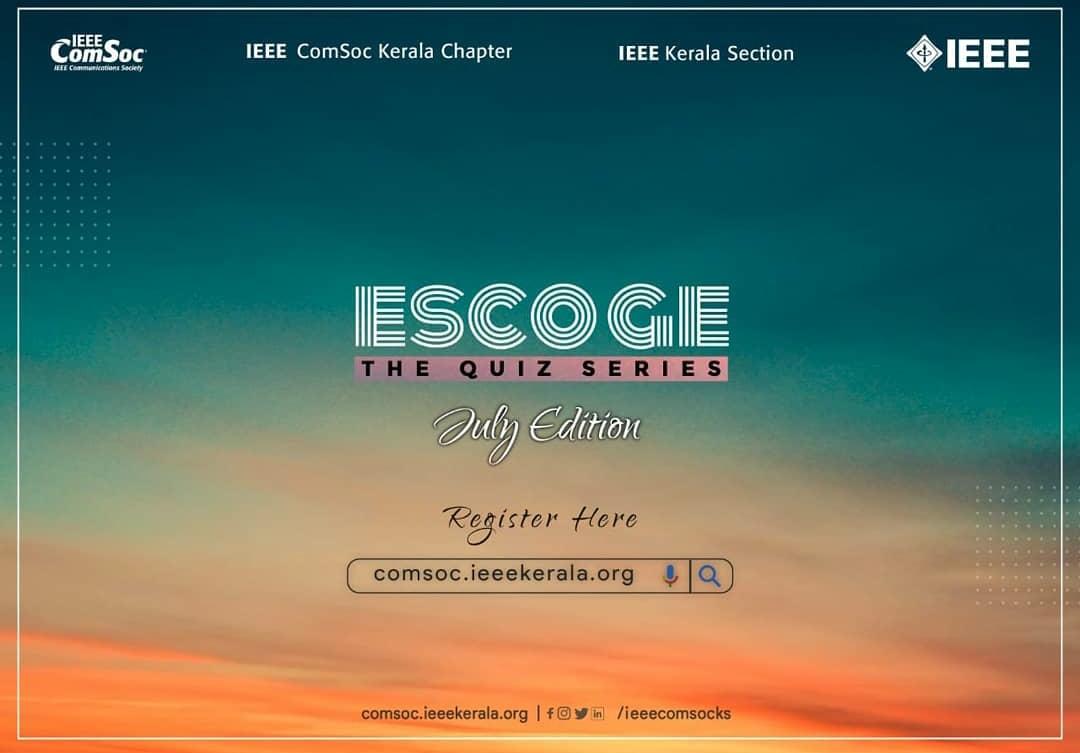 IEEE ComSoc
IEEE Communications Society
IEEE ComSoc Kerala Chapter
IEEE Kerala Section
IEEE
ESCOGE
THE QUIZ SERIES
July Edition
Register Here
comsoc.ieeekerala.org
comsoc.ieeekerala.org | /ieeecomsocks